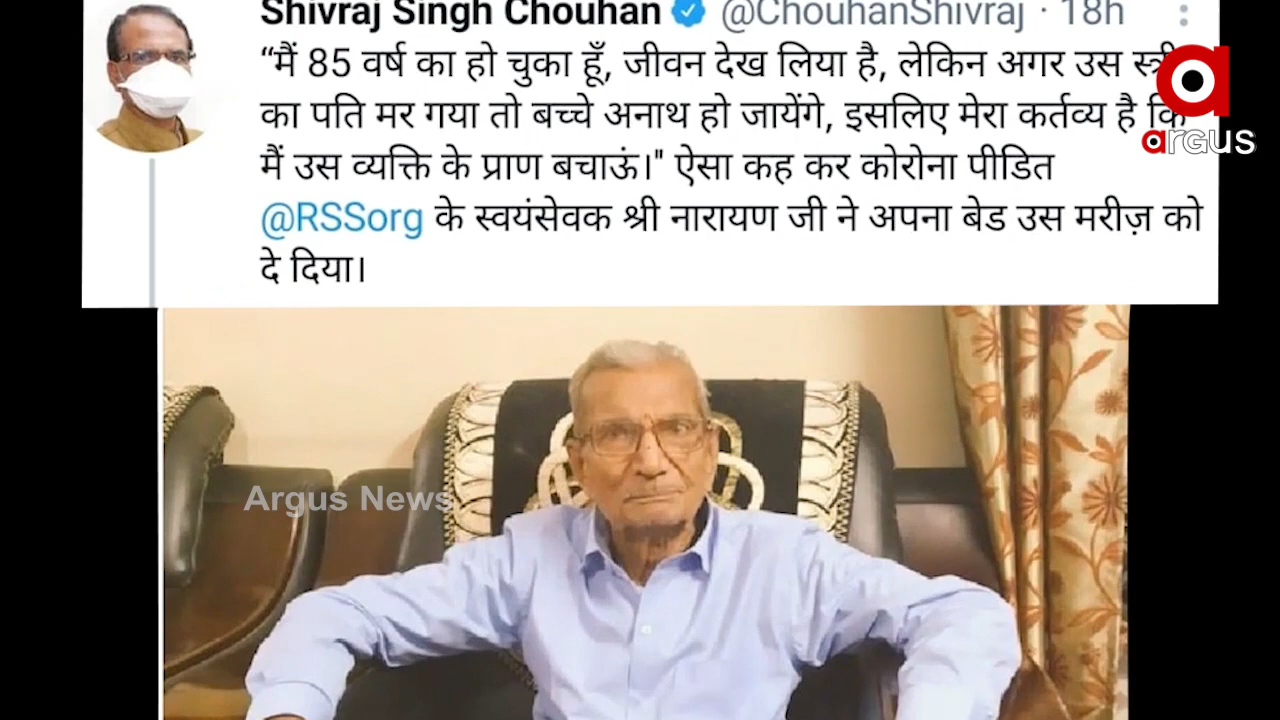 Shivraj Singh Chouhan @ChouhanShivraj · 18h
“मैं 85 वर्ष का हो चुका हूँ, जीवन देख लिया है, लेकिन अगर उस स्त्री
का पति मर गया तो बच्चे अनाथ हो जायेंगे, इसलिए मेरा कर्तव्य है कि
मैं उस व्यक्ति के प्राण बचाऊं।" ऐसा कह कर कोरोना पीडित
@RSSorg के स्वयंसेवक श्री नारायण जी ने अपना बेड उस मरीज़ को
दे दिया।
argus
Argus News